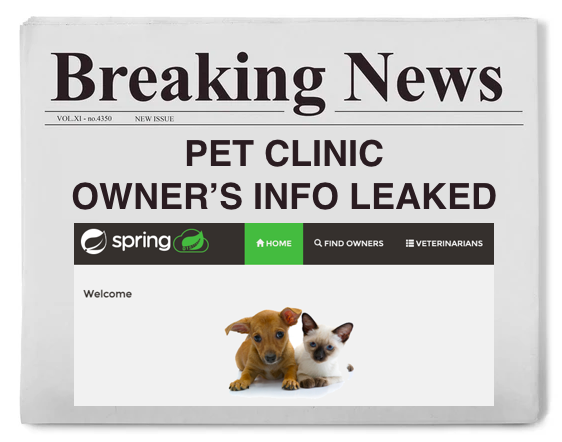 Breaking News
VOL.XI - no.4350 NEW ISSUE
PET CLINIC
OWNER'S INFO LEAKED
spring HOME FIND OWNERS VETERINARIANS
Welcome